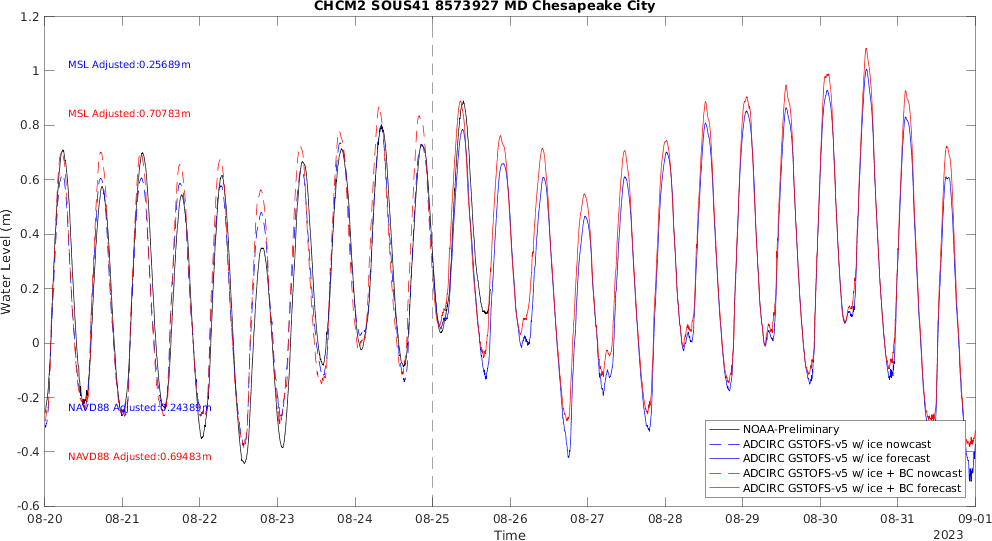 CHCM2 SOUS41 8573927 MD Chesapeake City
1.2
1
0.8
0.6
0.4
0.2
0
-0.2
-0.4
-0.6
Water Level (m)
MSL Adjusted:0.25689m
MSL Adjusted:0.70783m
NAVD88 Adjusted:0.24389m
NAVD88 Adjusted:0.69483m
NOAA-Preliminary
ADCIRC GSTOFS-v5 w/ ice nowcast
ADCIRC GSTOFS-v5 w/ ice forecast
ADCIRC GSTOFS-v5 w/ ice + BC nowcast
ADCIRC GSTOFS-v5 w/ ice + BC forecast
08-20 08-21 08-22 08-23 08-24 08-25 08-26 08-27 08-28 08-29 08-30 08-31 09-01
Time
2023